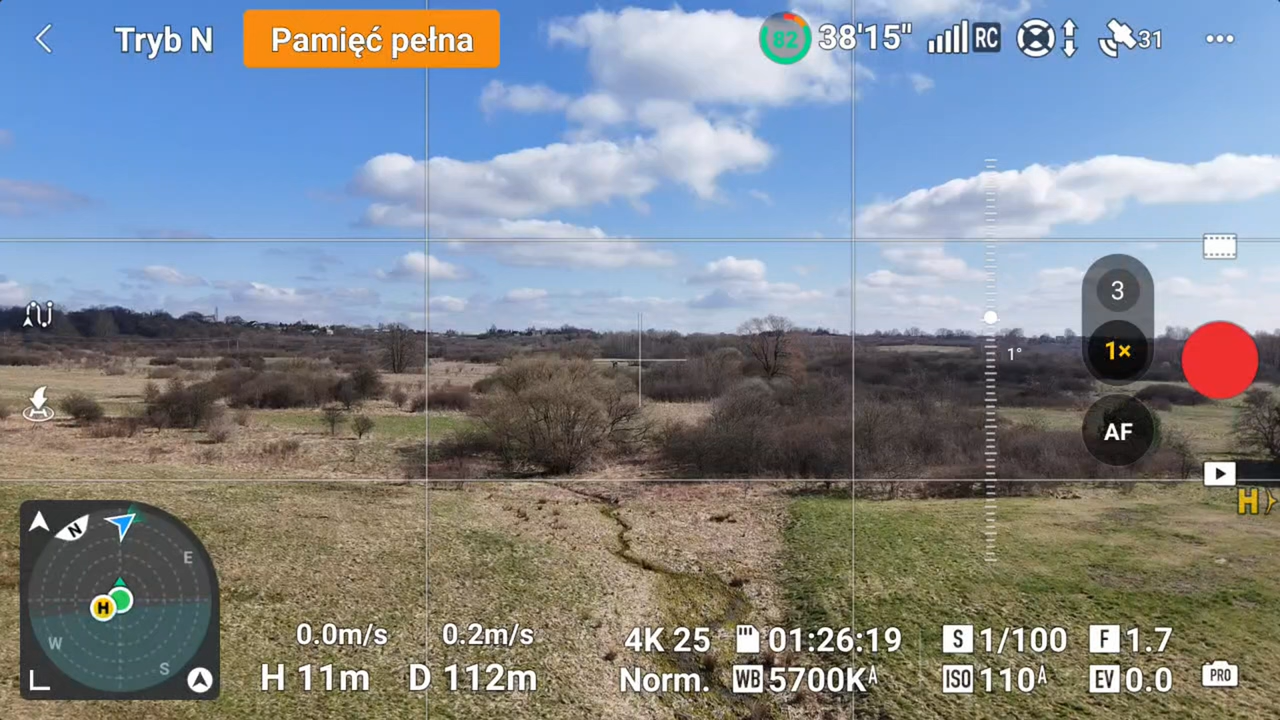 Tryb N
Pamięć pełna
82
38'15"
RC
31
3
1×
1°
AF
H
N
E
H
W
S
0.0m/s
0.2m/s
H 11m
D 112m
4K 25
01:26:19
S 1/100
F 1.7
Norm.
WB 5700K A
ISO 110 A
EV 0.0
PRO